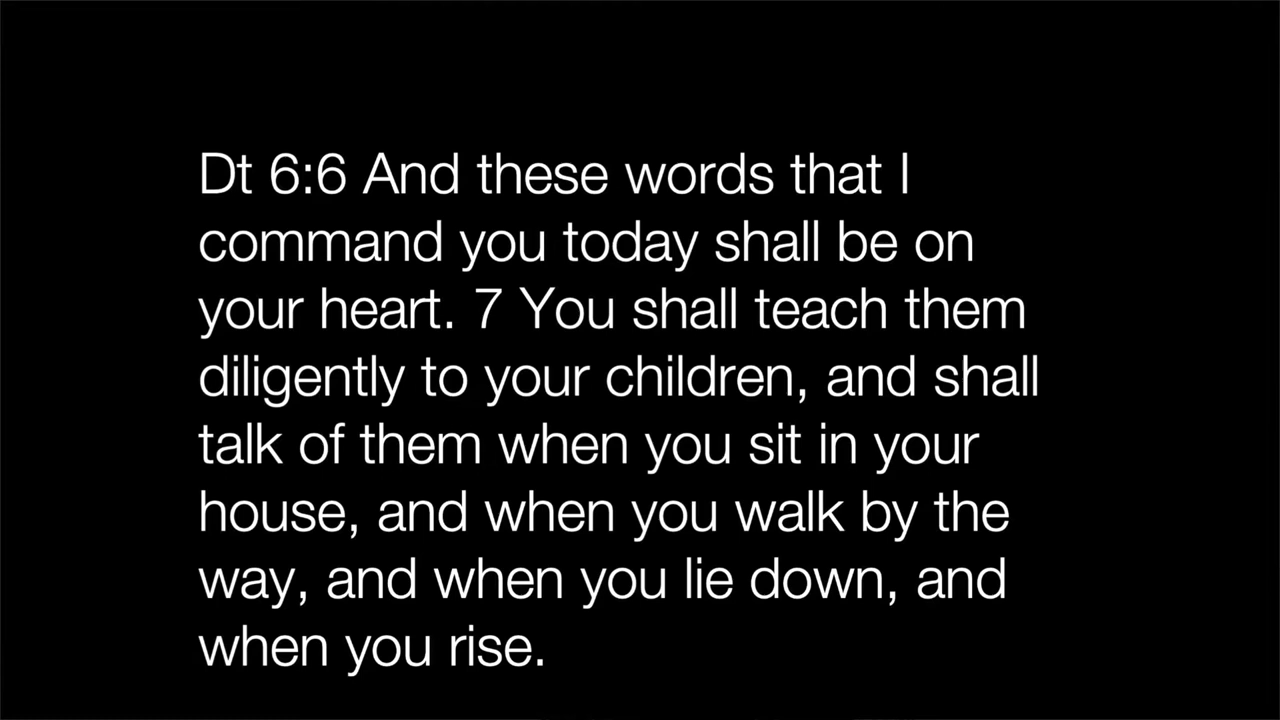 Dt 6:6 And these words that I
command you today shall be on
your heart. 7 You shall teach them
diligently to your children, and shall
talk of them when you sit in your
house, and when you walk by the
way, and when you lie down, and
when you rise.